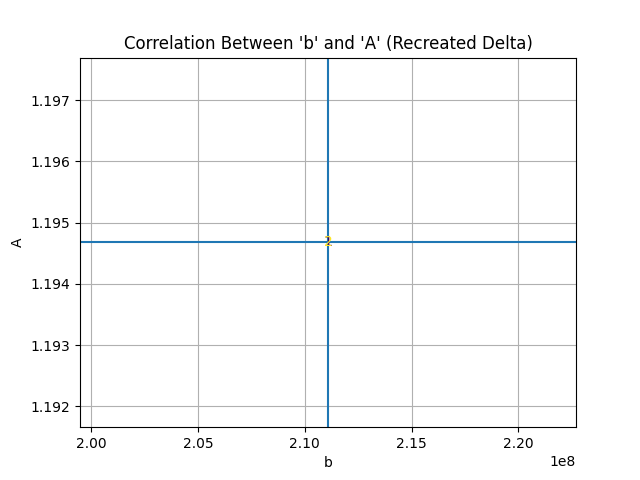 Correlation Between 'b' and 'A' (Recreated Delta)
A
1.197
1.196
1.195
1.194
1.193
1.192
2.00 2.05 2.10 2.15 2.20
1e8
b